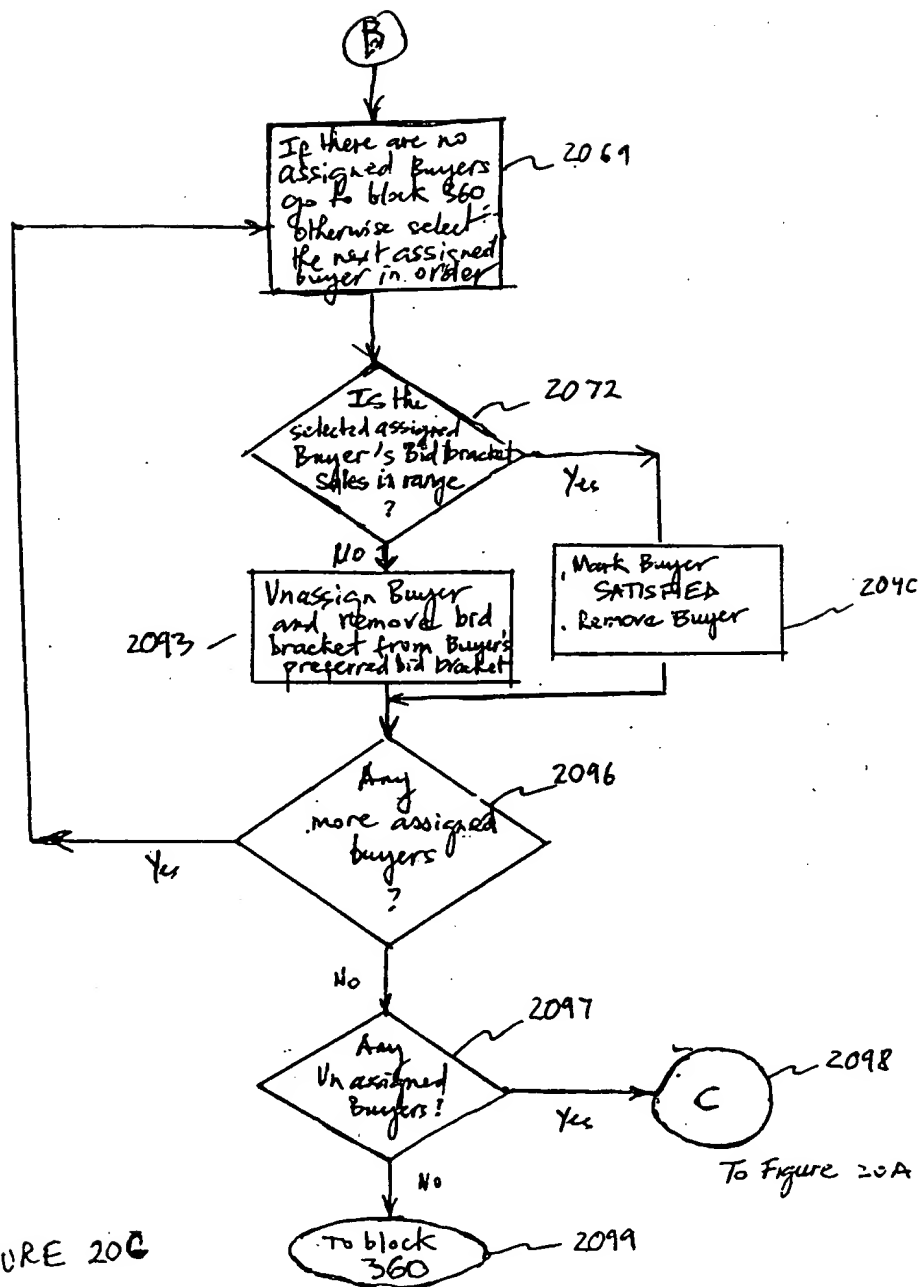 B
If there are no
assigned Buyers
go to block 360
otherwise select
the next assigned
buyer in order
2069
Is the
selected assigned
Buyer's Bid bracket
Sales in range
?
2072
Yes
No
. Mark Buyer
SATISFIED
. Remove Buyer
Unassign Buyer
and remove bid
bracket from Buyer's
preferred bid bracket
2093
Any
more assigned
buyers
?
2096
Yes
No
Any
Unassigned
Buyers?
2097
Yes
C
2098
To Figure 20A
No
To block
360
2099
URE 20C